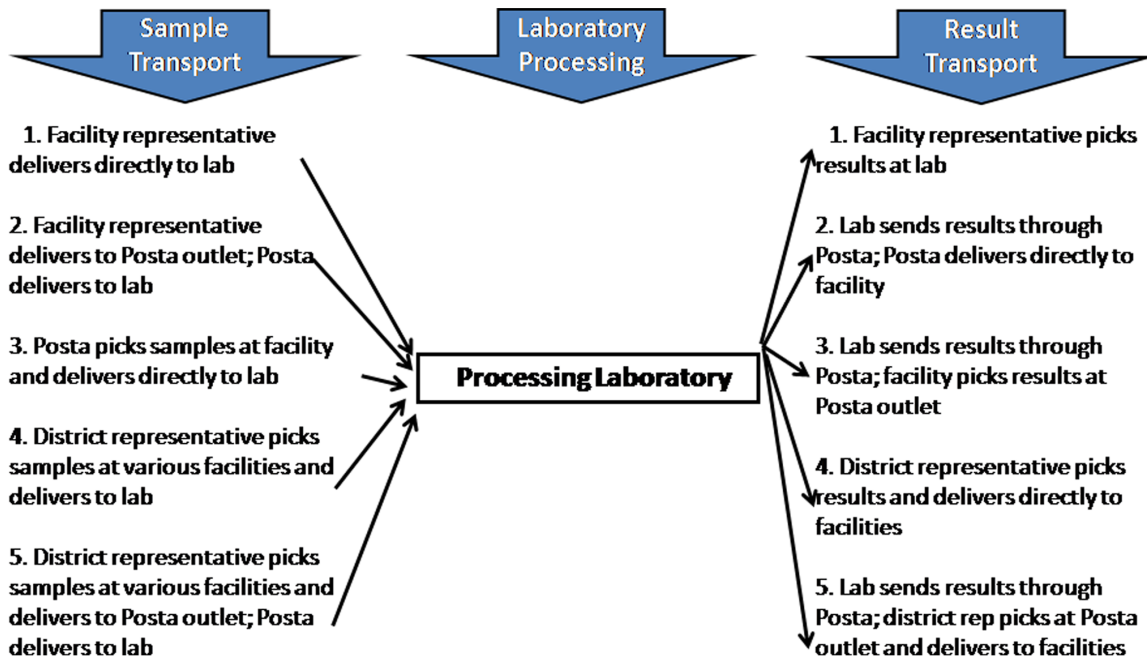 Sample
Transport
Laboratory
Processing
Result
Transport
1. Facility representative
delivers directly to lab
2. Facility representative
delivers to Posta outlet; Posta
delivers to lab
3. Posta picks samples at facility
and delivers directly to lab
4. District representative picks
samples at various facilities and
delivers to lab
5. District representative picks
samples at various facilities and
delivers to Posta outlet; Posta
delivers to lab
Processing Laboratory
1. Facility representative picks
results at lab
2. Lab sends results through
Posta; Posta delivers directly to
facility
3. Lab sends results through
Posta; facility picks results at
Posta outlet
4. District representative picks
results and delivers directly to
facilities
5. Lab sends results through
Posta; district rep picks at Posta
outlet and delivers to facilities